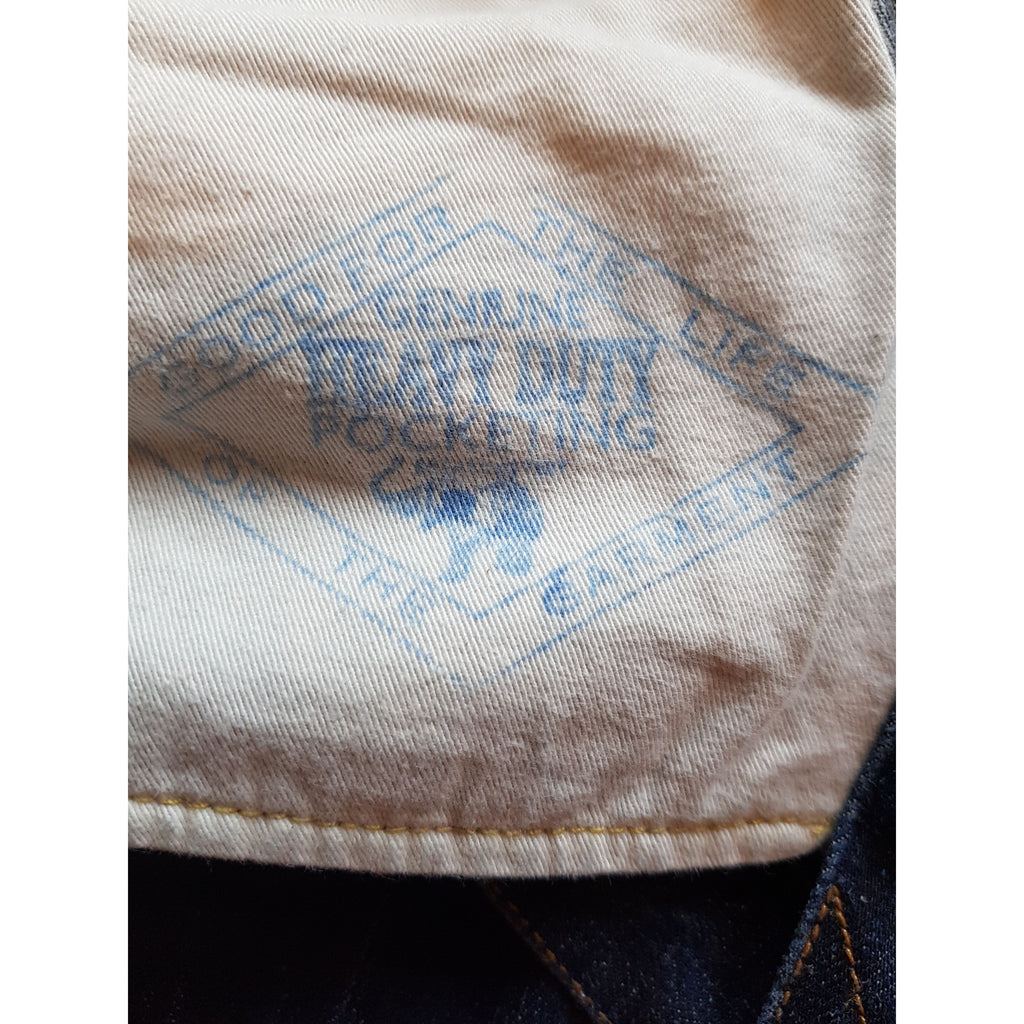 GOOD FOR THE LIFE
GENUINE
HEAVY DUTY
POCKETING
OF THE GARMENT